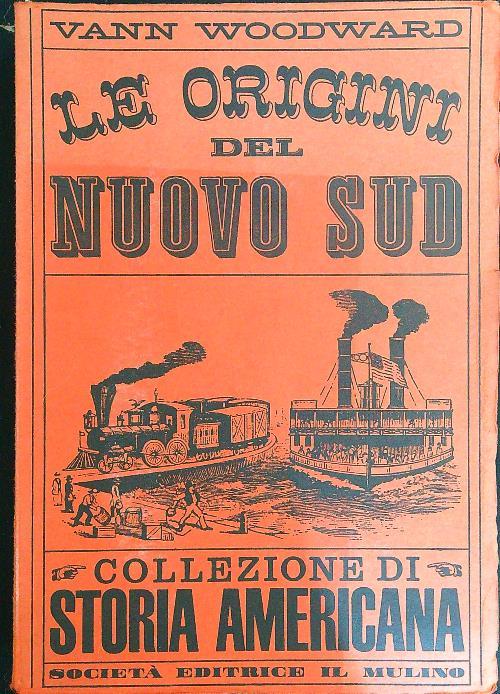 VANN WOODWARD
LE ORIGINI
DEL
NUOVO SUD
COLLEZIONE DI
STORIA AMERICANA
SOCIETÀ EDITRICE IL MULINO